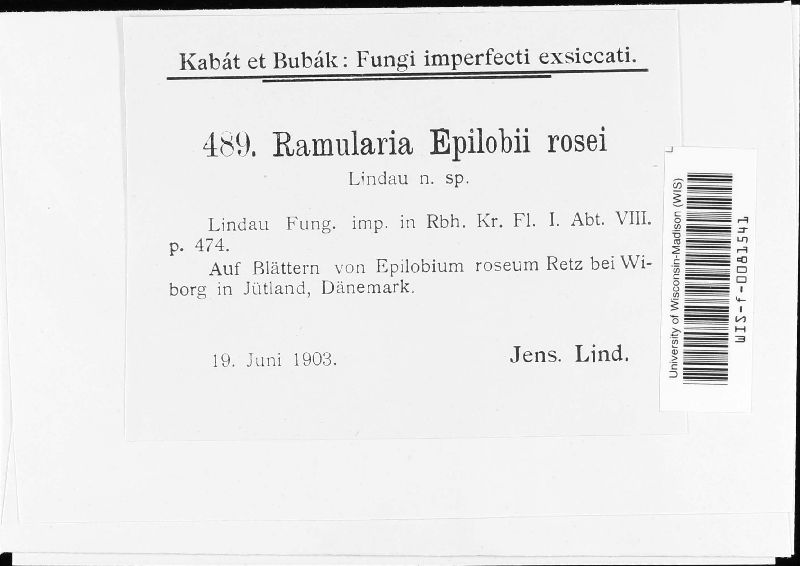 Kabát et Bubák: Fungi imperfecti exsiccati.
489. Ramularia Epilobii rosei
Lindau n. sp.
Lindau Fung. imp. in Rbh. Kr. Fl. I. Abt. VIII.
p. 474.
Auf Blättern von Epilobium roseum Retz bei Wi-
borg in Jütland, Dänemark.
19. Juni 1903.
Jens. Lind.
University of Wisconsin-Madison (WIS)
WIS-f-0081541